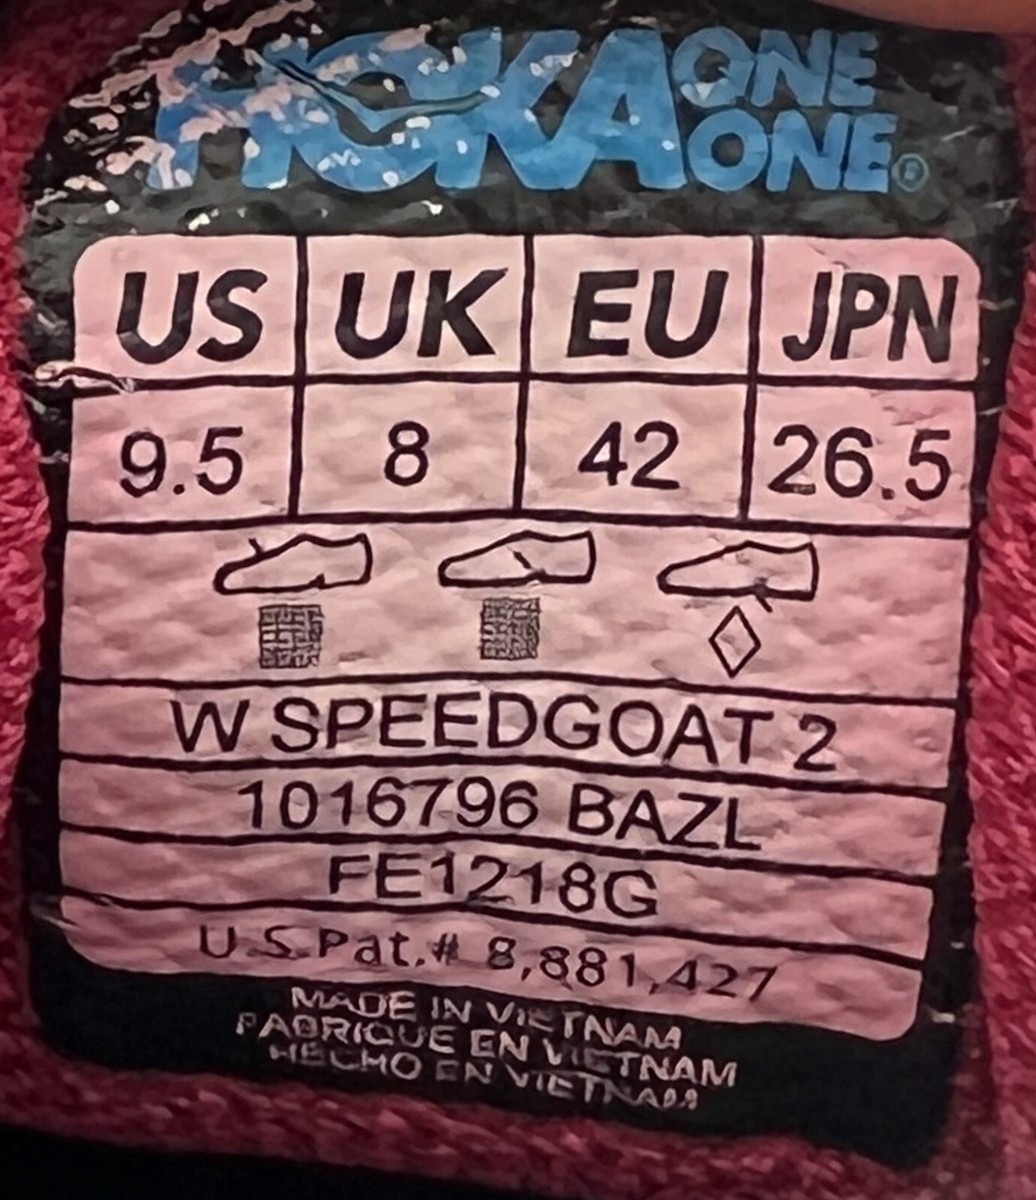 HOKA ONE ONE®
US UK EU JPN
9.5 8 42 26.5
W SPEEDGOAT 2
1016796 BAZL
FE1218G
U.S.Pat.# 8,881,427
MADE IN VIETNAM
FABRIQUE EN VIETNAM
HECHO EN VIETNAM